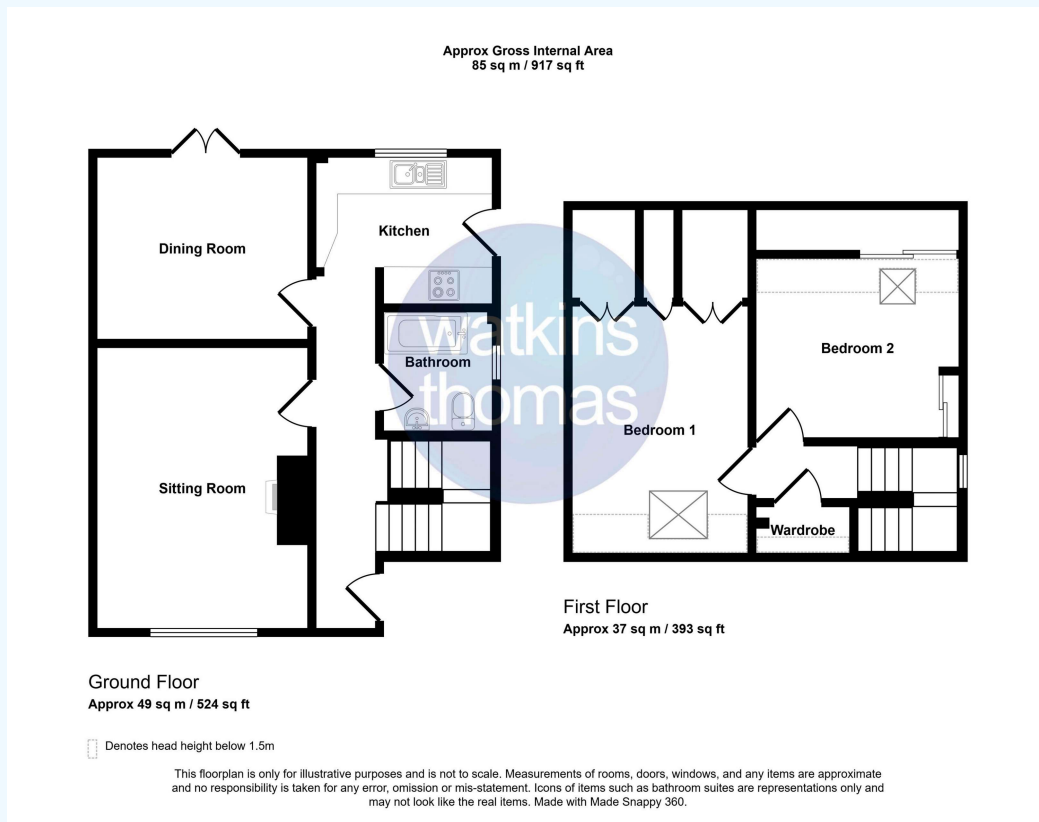 Approx Gross Internal Area
85 sq m / 917 sq ft
Dining Room
Kitchen
Bathroom
Sitting Room
watkins
thomas
Bedroom 1
Bedroom 2
Wardrobe
First Floor
Approx 37 sq m / 393 sq ft
Ground Floor
Approx 49 sq m / 524 sq ft
Denotes head height below 1.5m
This floorplan is only for illustrative purposes and is not to scale. Measurements of rooms, doors, windows, and any items are approximate
and no responsibility is taken for any error, omission or mis-statement. Icons of items such as bathroom suites are representations only and
may not look like the real items. Made with Made Snappy 360.